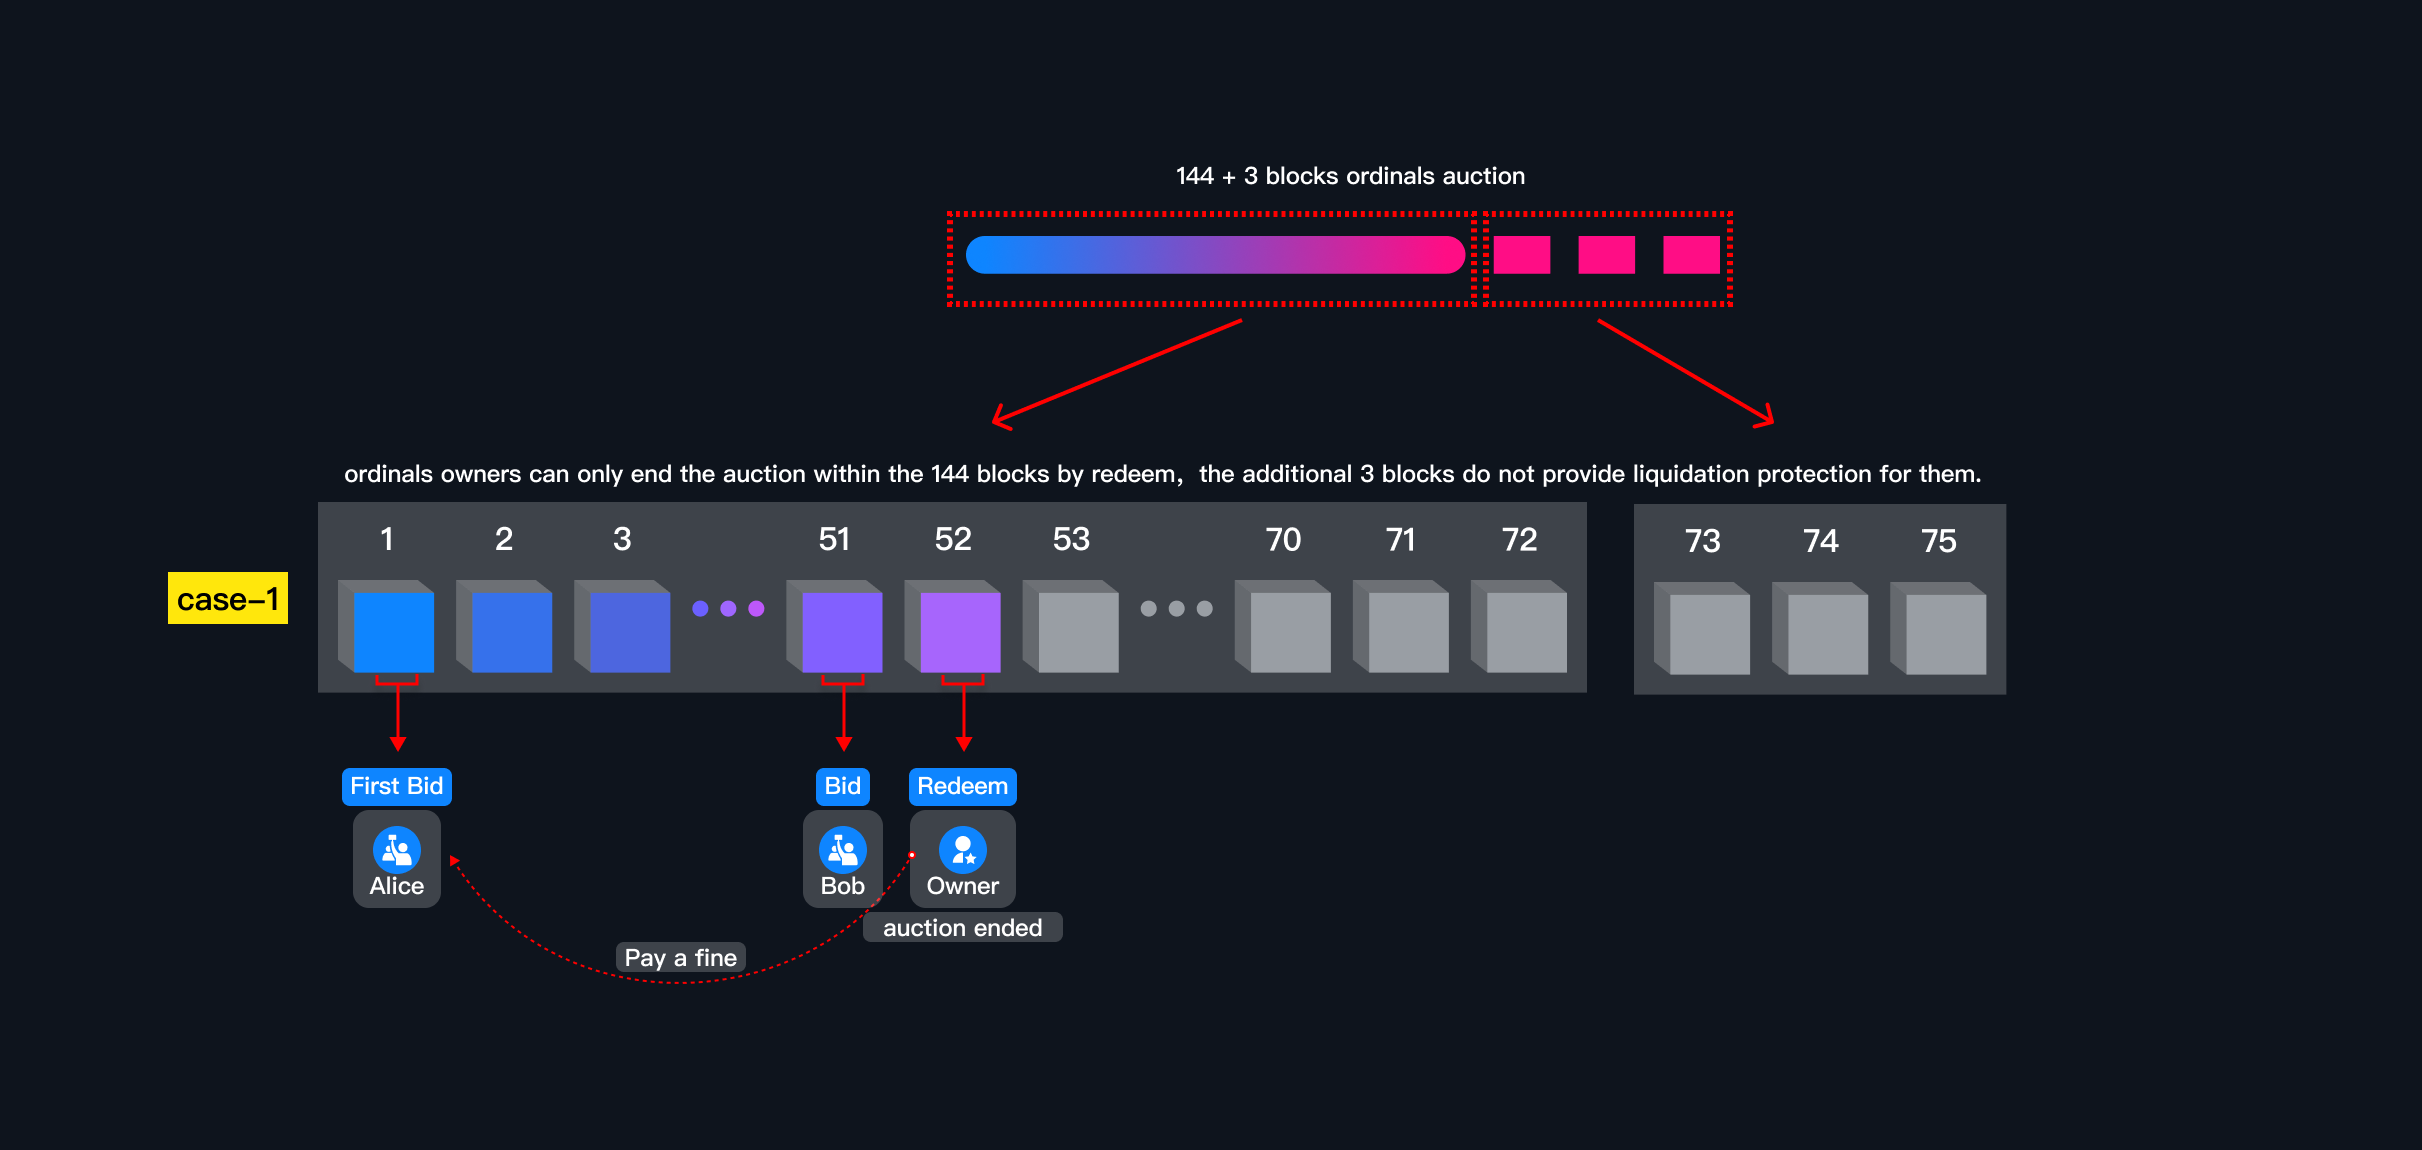 144 + 3 blocks ordinals auction
ordinals owners can only end the auction within the 144 blocks by redeem，the additional 3 blocks do not provide liquidation protection for them.
1 2 3 51 52 53 70 71 72 73 74 75
case-1
First Bid Bid Redeem
Alice Bob Owner
auction ended
Pay a fine